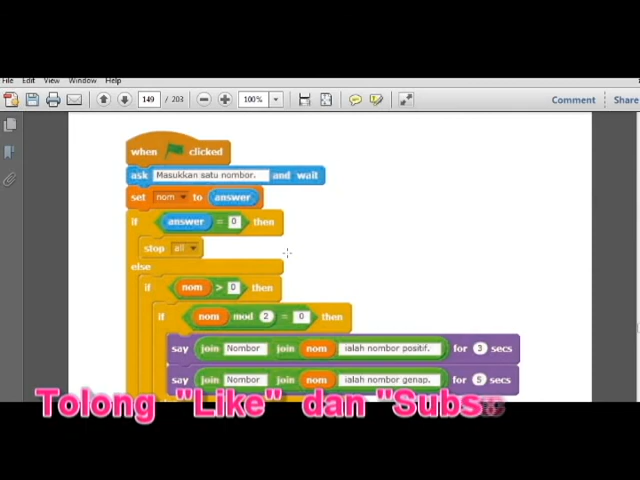 File Edit View Window Help
149 / 203 100% Comment Share
when clicked
ask Masukkan satu nombor. and wait
set nom to answer
if answer = 0 then
stop all
else
if nom > 0 then
if nom mod 2 = 0 then
say join Nombor join nom ialah nombor positif. for 3 secs
say join Nombor join nom ialah nombor genap. for 5 secs
Tolong "Like" dan "Subs